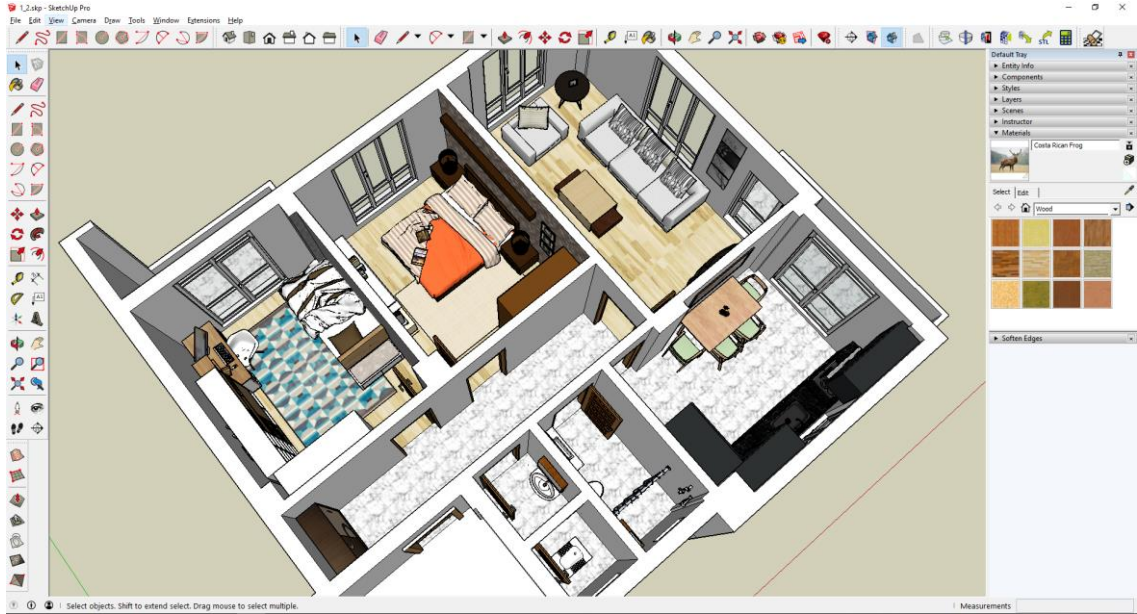 1_2.skp - SketchUp Pro
File Edit View Camera Draw Tools Window Extensions Help
Default Tray
Entity Info
Components
Styles
Layers
Scenes
Instructor
Materials
Costa Rican Frog
Select Edit
Wood
Soften Edges
Select objects. Shift to extend select. Drag mouse to select multiple.
Measurements